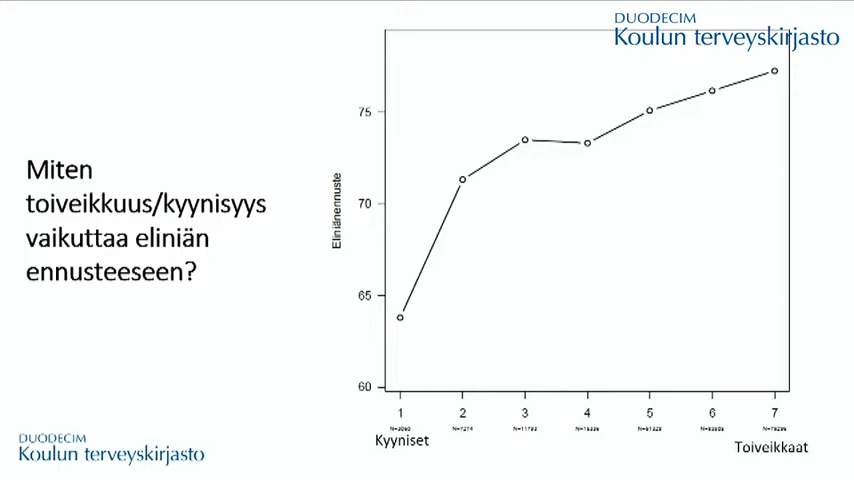 DUODECIM
Koulun terveyskirjasto
Miten
toiveikkuus/kyynisyys
vaikuttaa eliniän
ennusteeseen?
Eliniänennuste
75
70
65
60
1 2 3 4 5 6 7
Kyyniset
Toiveikkaat
DUODECIM
Koulun terveyskirjasto